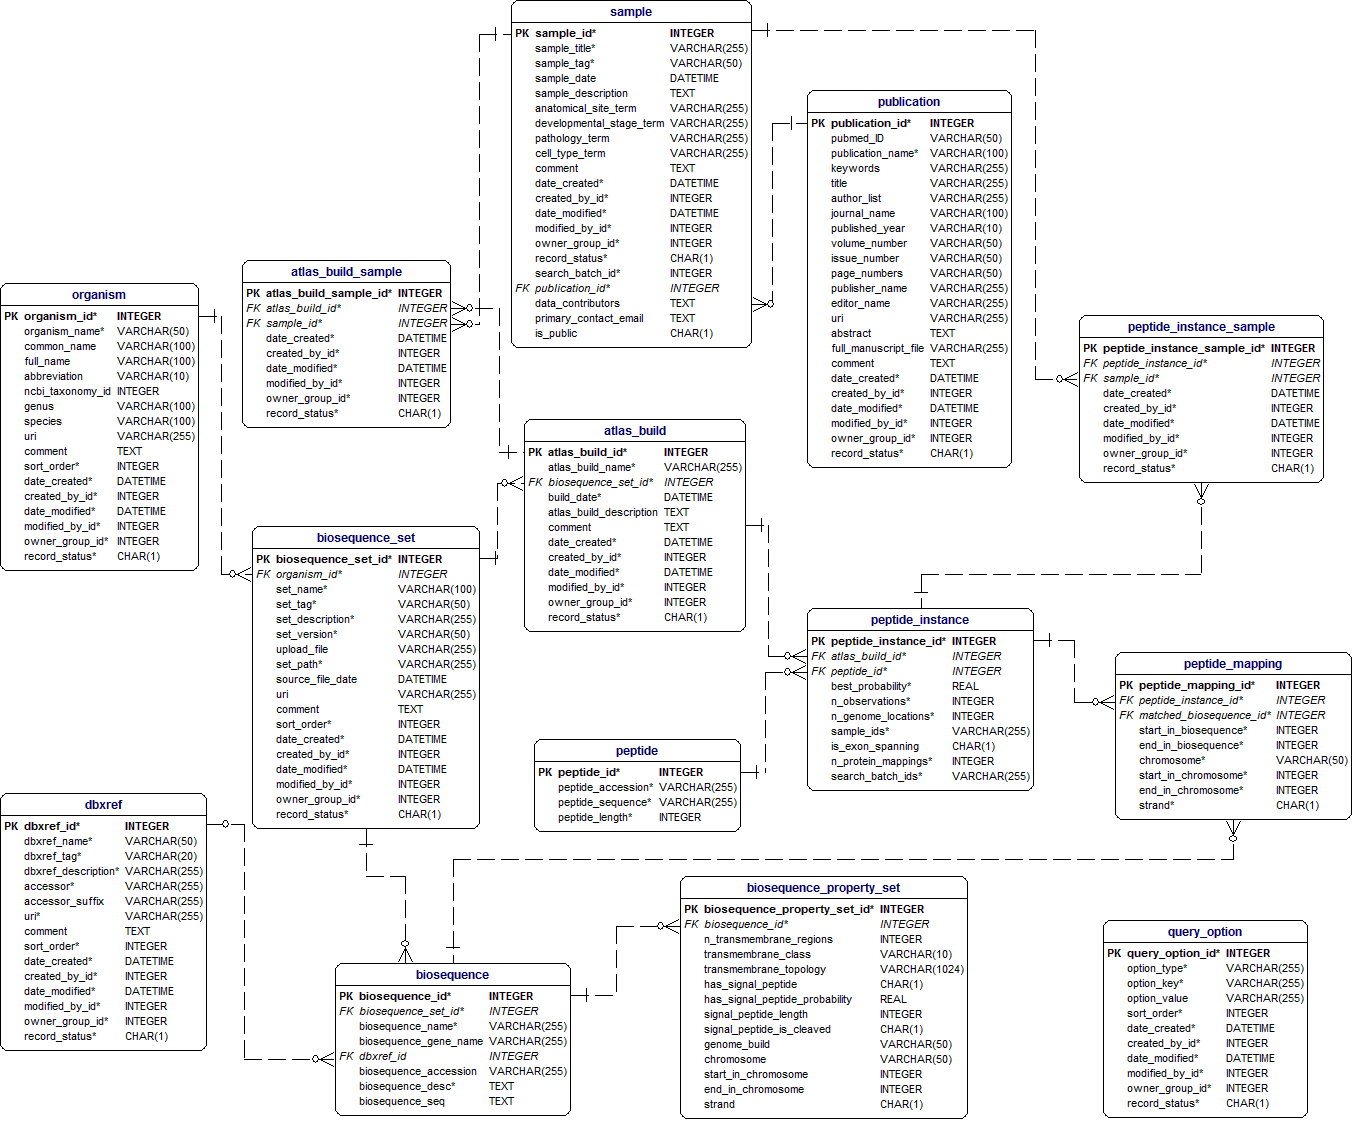 sample
PK sample_id* INTEGER
sample_title* VARCHAR(255)
sample_tag* VARCHAR(50)
sample_date DATETIME
sample_description TEXT
anatomical_site_term VARCHAR(255)
developmental_stage_term VARCHAR(255)
pathology_term VARCHAR(255)
cell_type_term VARCHAR(255)
comment TEXT
date_created* DATETIME
created_by_id* INTEGER
date_modified* DATETIME
modified_by_id* INTEGER
owner_group_id* INTEGER
record_status* CHAR(1)
search_batch_id* INTEGER
FK publication_id* INTEGER
data_contributors TEXT
primary_contact_email TEXT
is_public CHAR(1)
publication
PK publication_id* INTEGER
pubmed_ID VARCHAR(50)
publication_name* VARCHAR(100)
keywords VARCHAR(255)
title VARCHAR(255)
author_list VARCHAR(255)
journal_name VARCHAR(100)
published_year VARCHAR(10)
volume_number VARCHAR(50)
issue_number VARCHAR(50)
page_numbers VARCHAR(50)
publisher_name VARCHAR(255)
editor_name VARCHAR(255)
uri VARCHAR(255)
abstract TEXT
full_manuscript_file VARCHAR(255)
comment TEXT
date_created* DATETIME
created_by_id* INTEGER
date_modified* DATETIME
modified_by_id* INTEGER
owner_group_id* INTEGER
record_status* CHAR(1)
atlas_build_sample
PK atlas_build_sample_id* INTEGER
FK atlas_build_id* INTEGER
FK sample_id* INTEGER
date_created* DATETIME
created_by_id* INTEGER
date_modified* DATETIME
modified_by_id* INTEGER
owner_group_id* INTEGER
record_status* CHAR(1)
organism
PK organism_id* INTEGER
organism_name* VARCHAR(50)
common_name VARCHAR(100)
full_name VARCHAR(100)
abbreviation VARCHAR(10)
ncbi_taxonomy_id INTEGER
genus VARCHAR(100)
species VARCHAR(100)
uri VARCHAR(255)
comment TEXT
sort_order* INTEGER
date_created* DATETIME
created_by_id* INTEGER
date_modified* DATETIME
modified_by_id* INTEGER
owner_group_id* INTEGER
record_status* CHAR(1)
peptide_instance_sample
PK peptide_instance_sample_id* INTEGER
FK peptide_instance_id* INTEGER
FK sample_id* INTEGER
date_created* DATETIME
created_by_id* INTEGER
date_modified* DATETIME
modified_by_id* INTEGER
owner_group_id* INTEGER
record_status* CHAR(1)
atlas_build
PK atlas_build_id* INTEGER
atlas_build_name* VARCHAR(255)
FK biosequence_set_id* INTEGER
build_date* DATETIME
atlas_build_description TEXT
comment TEXT
date_created* DATETIME
created_by_id* INTEGER
date_modified* DATETIME
modified_by_id* INTEGER
owner_group_id* INTEGER
record_status* CHAR(1)
biosequence_set
PK biosequence_set_id* INTEGER
FK organism_id* INTEGER
set_name* VARCHAR(100)
set_tag* VARCHAR(50)
set_description* VARCHAR(255)
set_version* VARCHAR(50)
upload_file VARCHAR(255)
set_path* VARCHAR(255)
source_file_date DATETIME
uri VARCHAR(255)
comment TEXT
sort_order* INTEGER
date_created* DATETIME
created_by_id* INTEGER
date_modified* DATETIME
modified_by_id* INTEGER
owner_group_id* INTEGER
record_status* CHAR(1)
peptide_instance
PK peptide_instance_id* INTEGER
FK atlas_build_id* INTEGER
FK peptide_id* INTEGER
best_probability* REAL
n_observations* INTEGER
n_genome_locations* INTEGER
sample_ids* VARCHAR(255)
is_exon_spanning CHAR(1)
n_protein_mappings* INTEGER
search_batch_ids* VARCHAR(255)
peptide_mapping
PK peptide_mapping_id* INTEGER
FK peptide_instance_id* INTEGER
FK matched_biosequence_id* INTEGER
start_in_biosequence* INTEGER
end_in_biosequence* INTEGER
chromosome* VARCHAR(50)
start_in_chromosome* INTEGER
end_in_chromosome* INTEGER
strand* CHAR(1)
peptide
PK peptide_id* INTEGER
peptide_accession* VARCHAR(255)
peptide_sequence* VARCHAR(255)
peptide_length* INTEGER
dbxref
PK dbxref_id* INTEGER
dbxref_name* VARCHAR(50)
dbxref_tag* VARCHAR(20)
dbxref_description* VARCHAR(255)
accessor* VARCHAR(255)
accessor_suffix VARCHAR(255)
uri* VARCHAR(255)
comment TEXT
sort_order* INTEGER
date_created* DATETIME
created_by_id* INTEGER
date_modified* DATETIME
modified_by_id* INTEGER
owner_group_id* INTEGER
record_status* CHAR(1)
biosequence_property_set
PK biosequence_property_set_id* INTEGER
FK biosequence_id* INTEGER
n_transmembrane_regions INTEGER
transmembrane_class VARCHAR(10)
transmembrane_topology VARCHAR(1024)
has_signal_peptide CHAR(1)
has_signal_peptide_probability REAL
signal_peptide_length INTEGER
signal_peptide_is_cleaved CHAR(1)
genome_build VARCHAR(50)
chromosome VARCHAR(50)
start_in_chromosome INTEGER
end_in_chromosome INTEGER
strand CHAR(1)
query_option
PK query_option_id* INTEGER
option_type* VARCHAR(255)
option_key* VARCHAR(255)
option_value VARCHAR(255)
sort_order* INTEGER
date_created* DATETIME
created_by_id* INTEGER
date_modified* DATETIME
modified_by_id* INTEGER
owner_group_id* INTEGER
record_status* CHAR(1)
biosequence
PK biosequence_id* INTEGER
FK biosequence_set_id* INTEGER
biosequence_name* VARCHAR(255)
biosequence_gene_name VARCHAR(255)
FK dbxref_id INTEGER
biosequence_accession VARCHAR(255)
biosequence_desc* TEXT
biosequence_seq TEXT